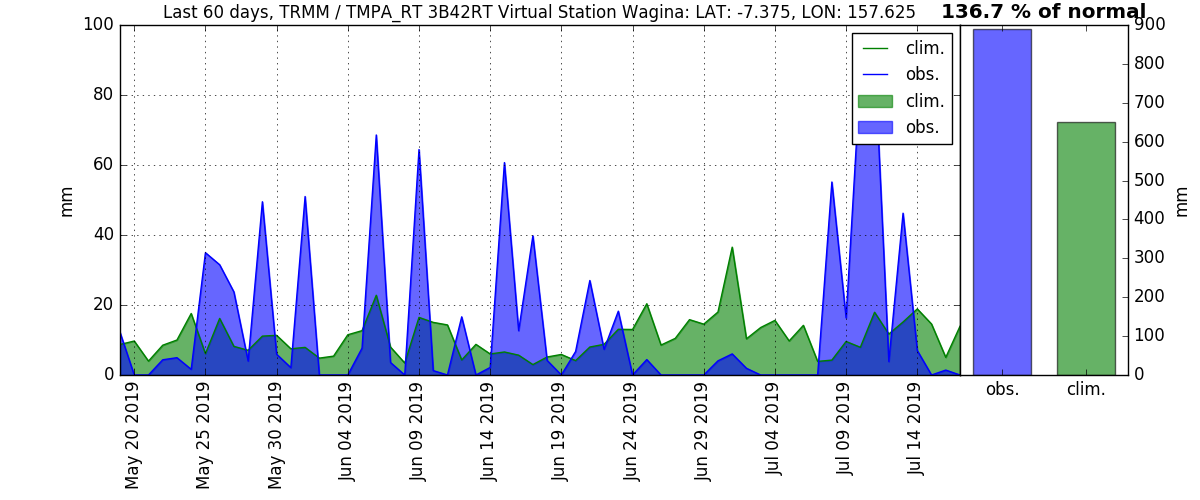 Last 60 days, TRMM / TMPA_RT 3B42RT Virtual Station Wagina: LAT: -7.375, LON: 157.625
136.7 % of normal
100
80
60
40
20
0
mm
clim.
obs.
clim.
obs.
900
800
700
600
500
400
300
200
100
0
mm
May 20 2019
May 25 2019
May 30 2019
Jun 04 2019
Jun 09 2019
Jun 14 2019
Jun 19 2019
Jun 24 2019
Jun 29 2019
Jul 04 2019
Jul 09 2019
Jul 14 2019
obs.
clim.